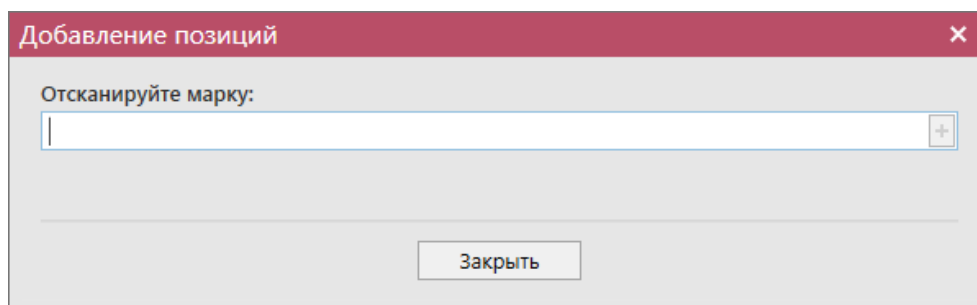 Добавление позиций
Отсканируйте марку:
Закрыть